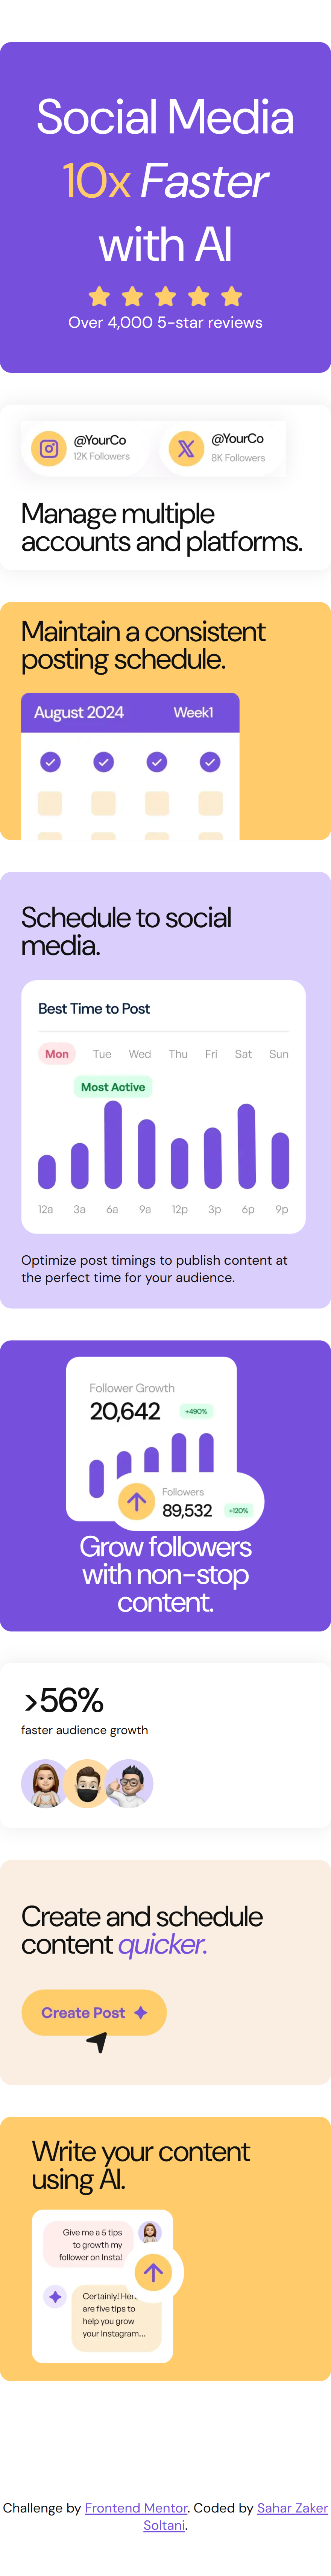 Social Media
10x Faster
with AI
Over 4,000 5-star reviews
@YourCo
12K Followers
@YourCo
8K Followers
Manage multiple
accounts and platforms.
Maintain a consistent
posting schedule.
August 2024 Week1
Schedule to social
media.
Best Time to Post
Mon Tue Wed Thu Fri Sat Sun
Most Active
12a 3a 6a 9a 12p 3p 6p 9p
Optimize post timings to publish content at
the perfect time for your audience.
Follower Growth
20,642 +490%
Followers
89,532 +120%
Grow followers
with non-stop
content.
>56%
faster audience growth
Create and schedule
content quicker.
Create Post
Write your content
using AI.
Give me a 5 tips
to growth my
follower on Insta!
Certainly! Here
are five tips to
help you grow
your Instagram...
Challenge by Frontend Mentor. Coded by Sahar Zaker
Soltani.